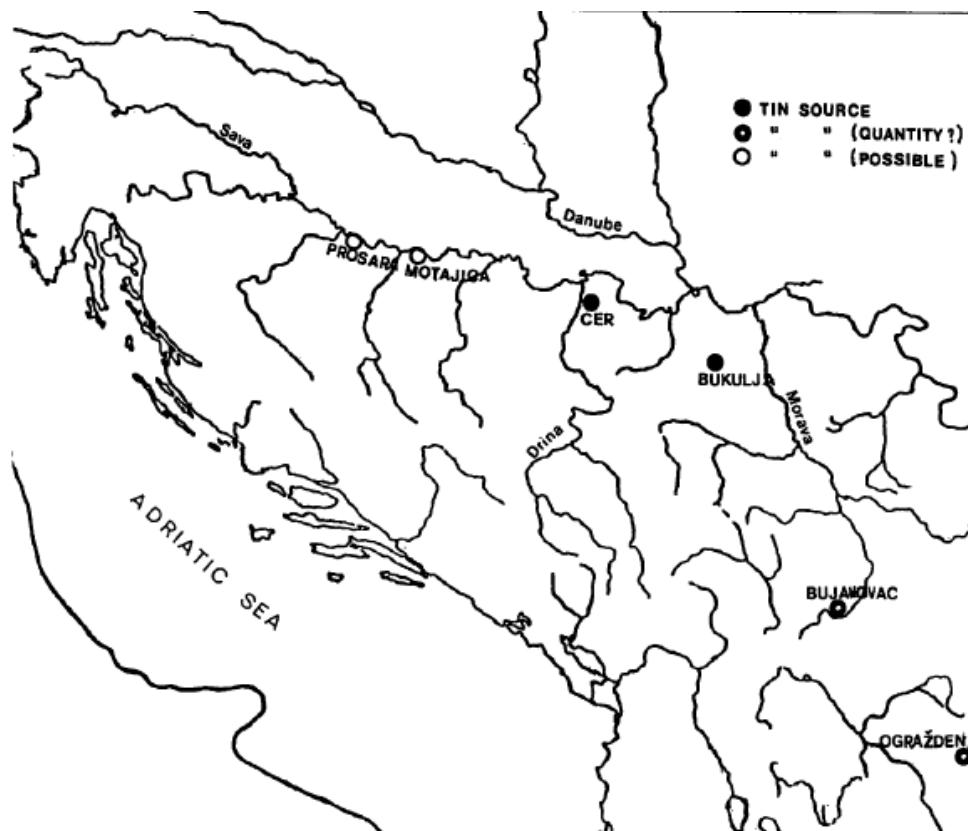 TIN SOURCE
" " (QUANTITY?)
" " (POSSIBLE)
Sava
Danube
PROSARA MOTAJICA
CER
BUKULJA
Morava
Drina
ADRIATIC SEA
BUJANOVAC
OGRAŽDEN